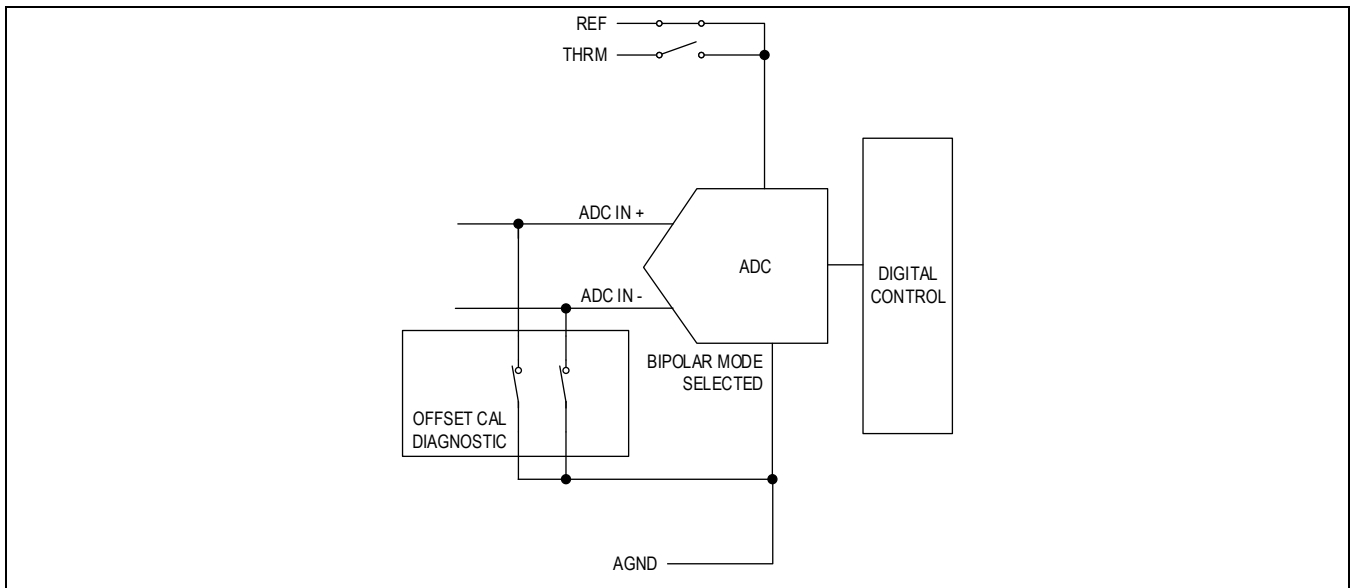 REF
THRM
ADC IN +
ADC
DIGITAL
CONTROL
ADC IN -
BIPOLAR MODE
SELECTED
OFFSET CAL
DIAGNOSTIC
AGND